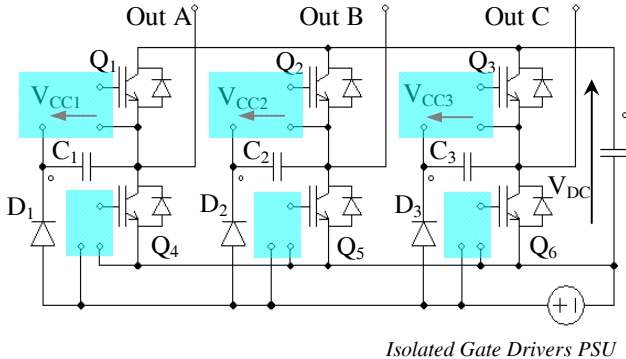 Out A Out B Out C
Q1 Q2 Q3
VCC1 VCC2 VCC3
C1 C2 C3
VDC
D1 D2 D3
Q4 Q5 Q6
+
Isolated Gate Drivers PSU